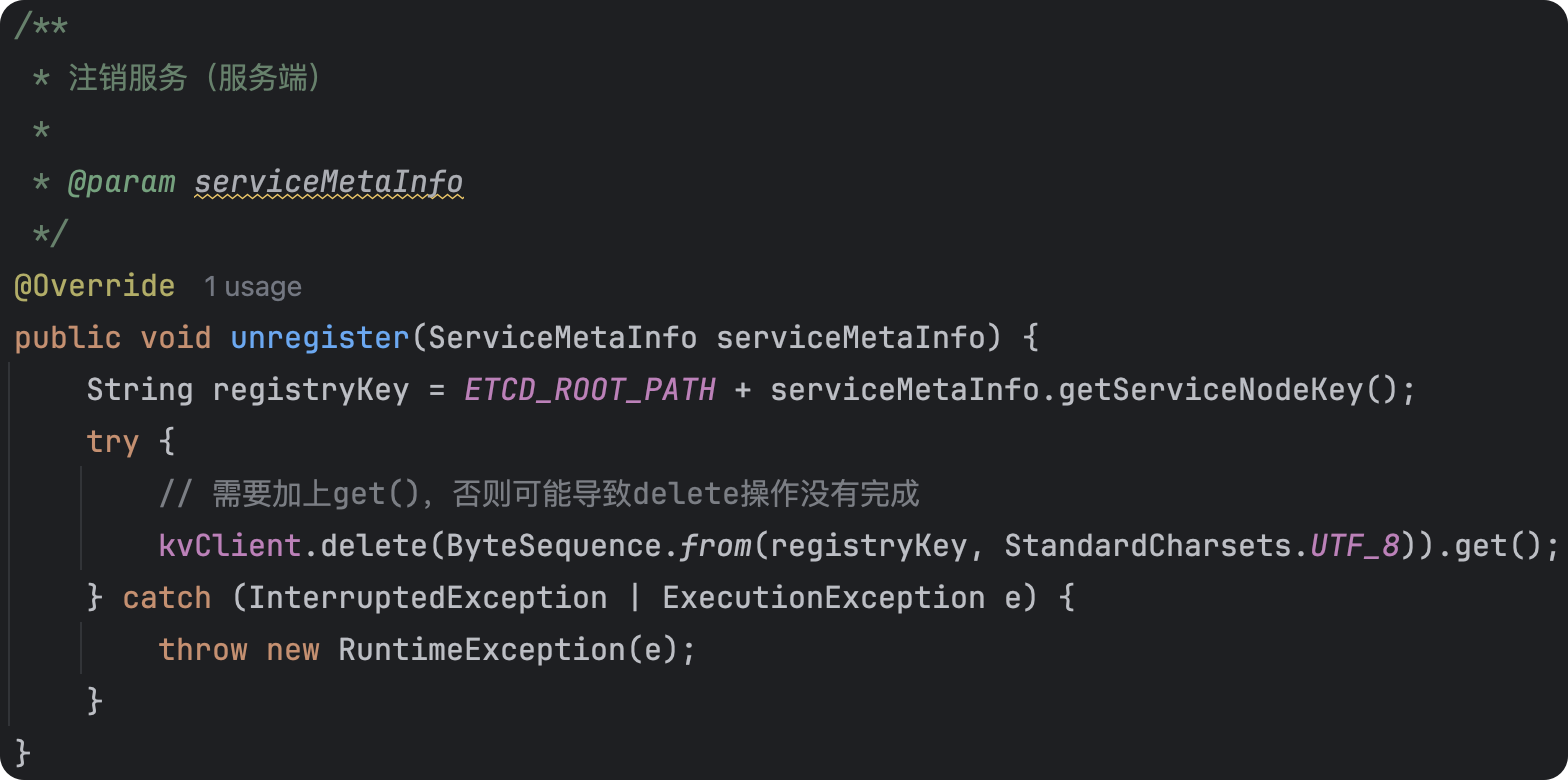 /**
 * 注销服务（服务端）
 *
 * @param serviceMetaInfo
 */
@Override 1 usage
public void unregister(ServiceMetaInfo serviceMetaInfo) {
    String registryKey = ETCD_ROOT_PATH + serviceMetaInfo.getServiceNodeKey();
    try {
        // 需要加上get()，否则可能导致delete操作没有完成
        kvClient.delete(ByteSequence.from(registryKey, StandardCharsets.UTF_8)).get();
    } catch (InterruptedException | ExecutionException e) {
        throw new RuntimeException(e);
    }
}